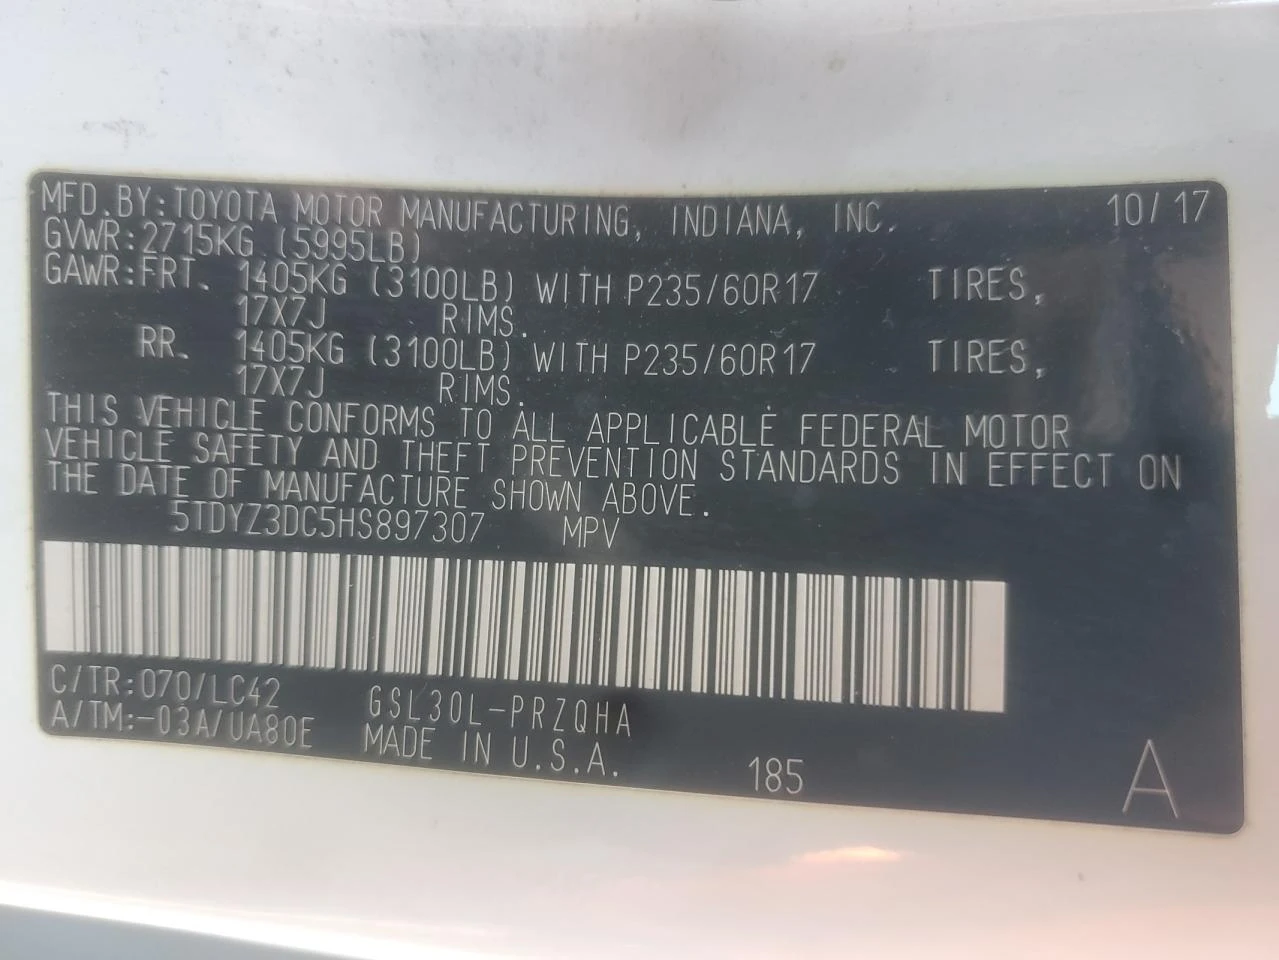 MFD. BY: TOYOTA MOTOR MANUFACTURING, INDIANA, INC. 10/17
GVWR: 2715KG (5995LB)
GAWR: FRT. 1405KG (3100LB) WITH P235/60R17 TIRES,
17X7J RIMS.
RR. 1405KG (3100LB) WITH P235/60R17 TIRES,
17X7J RIMS.
THIS VEHICLE CONFORMS TO ALL APPLICABLE FEDERAL MOTOR
VEHICLE SAFETY AND THEFT PREVENTION STANDARDS IN EFFECT ON
THE DATE OF MANUFACTURE SHOWN ABOVE.
5TDYZ3DC5HS897307 MPV
C/TR: 070/LC42 GSL30L-PRZQHA
A/TM:-03A/UA80E MADE IN U.S.A. 185 A